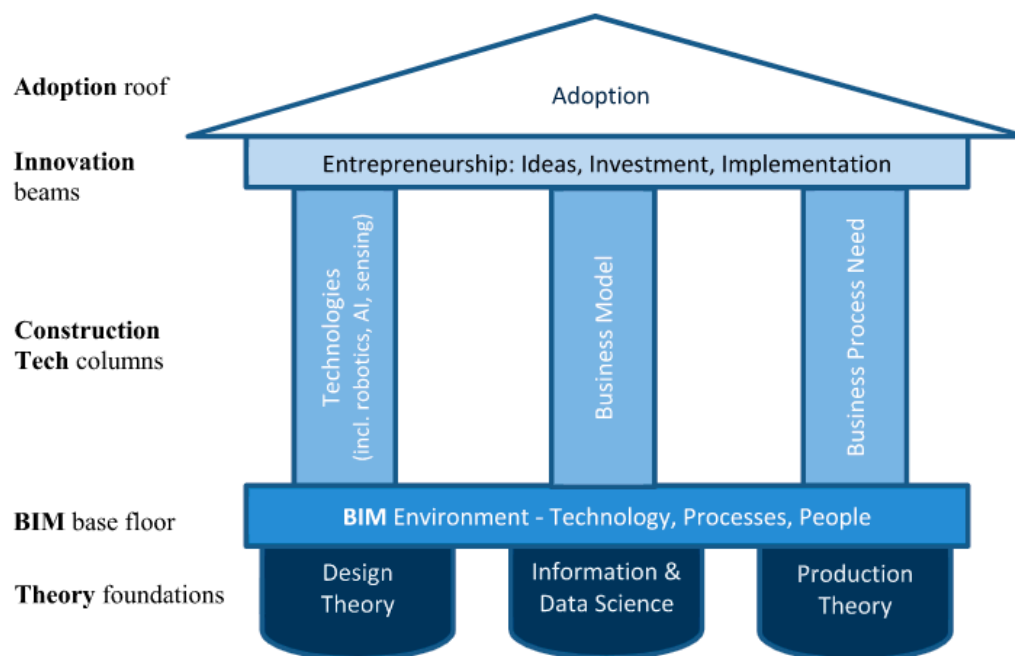 Adoption roof
Adoption
Innovation
beams
Entrepreneurship: Ideas, Investment, Implementation
Construction
Tech columns
Technologies
(incl. robotics, AI, sensing)
Business Model
Business Process Need
BIM base floor
BIM Environment - Technology, Processes, People
Theory foundations
Design
Theory
Information &
Data Science
Production
Theory